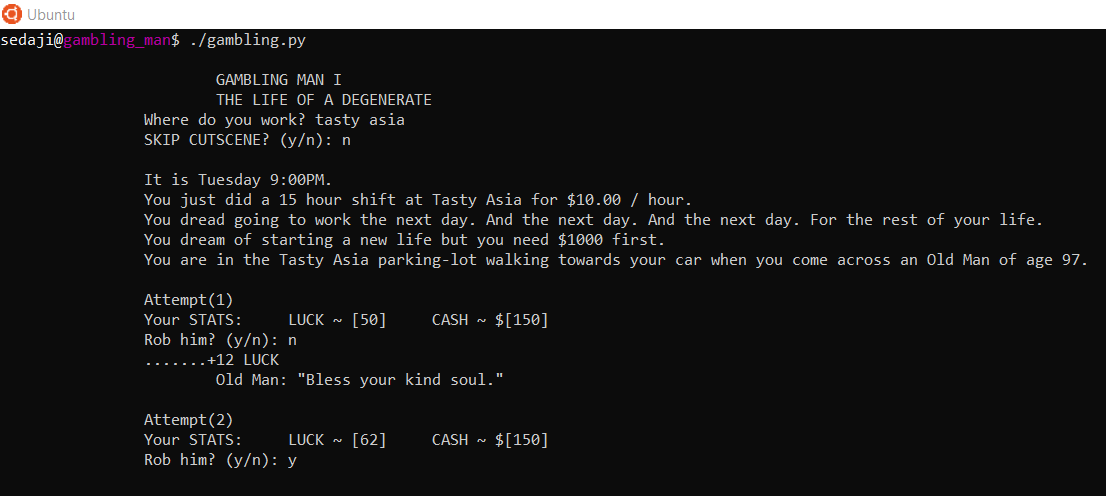 Ubuntu
sedaji@gambling_man$ ./gambling.py
GAMBLING MAN I
THE LIFE OF A DEGENERATE
Where do you work? tasty asia
SKIP CUTSCENE? (y/n): n
It is Tuesday 9:00PM.
You just did a 15 hour shift at Tasty Asia for $10.00 / hour.
You dread going to work the next day. And the next day. And the next day. For the rest of your life.
You dream of starting a new life but you need $1000 first.
You are in the Tasty Asia parking-lot walking towards your car when you come across an Old Man of age 97.
Attempt(1)
Your STATS:     LUCK ~ [50]     CASH ~ $[150]
Rob him? (y/n): n
.......+12 LUCK
Old Man: "Bless your kind soul."
Attempt(2)
Your STATS:     LUCK ~ [62]     CASH ~ $[150]
Rob him? (y/n): y